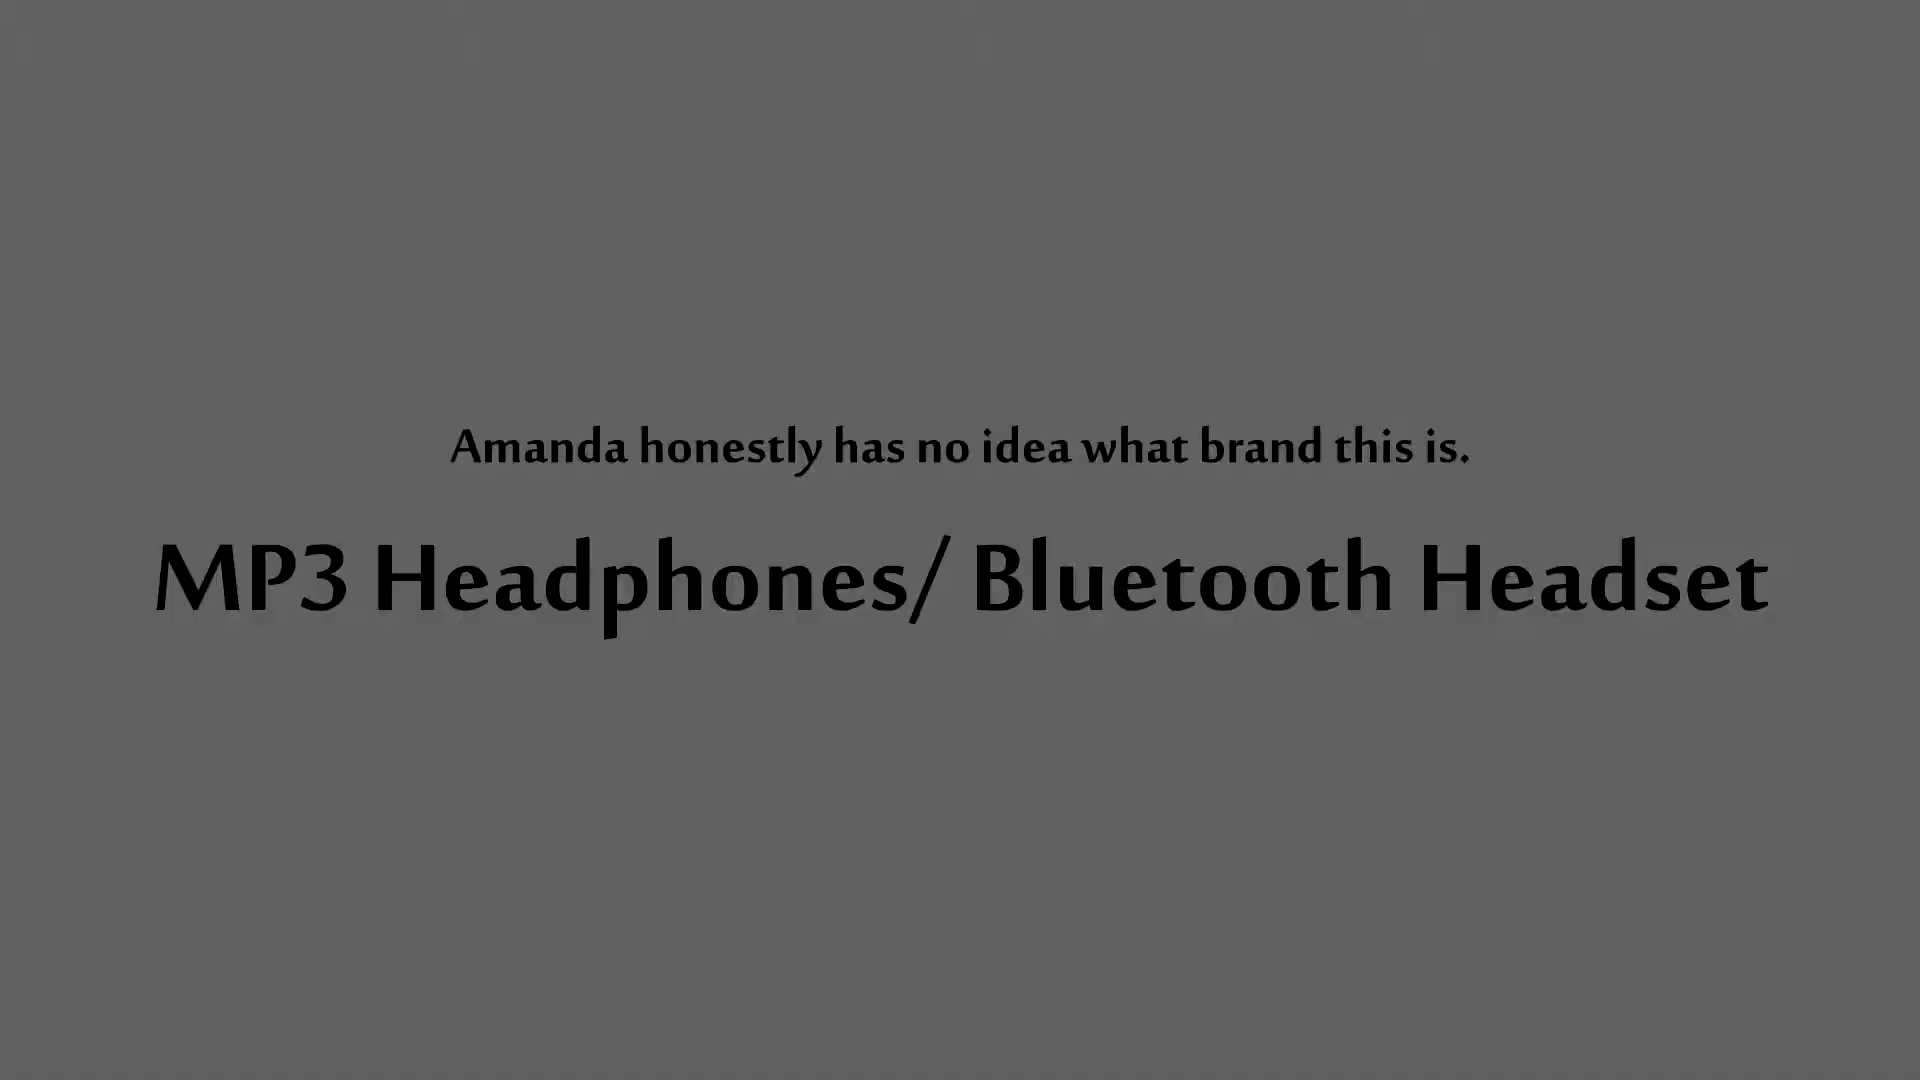 Amanda honestly has no idea what brand this is.
MP3 Headphones/ Bluetooth Headset